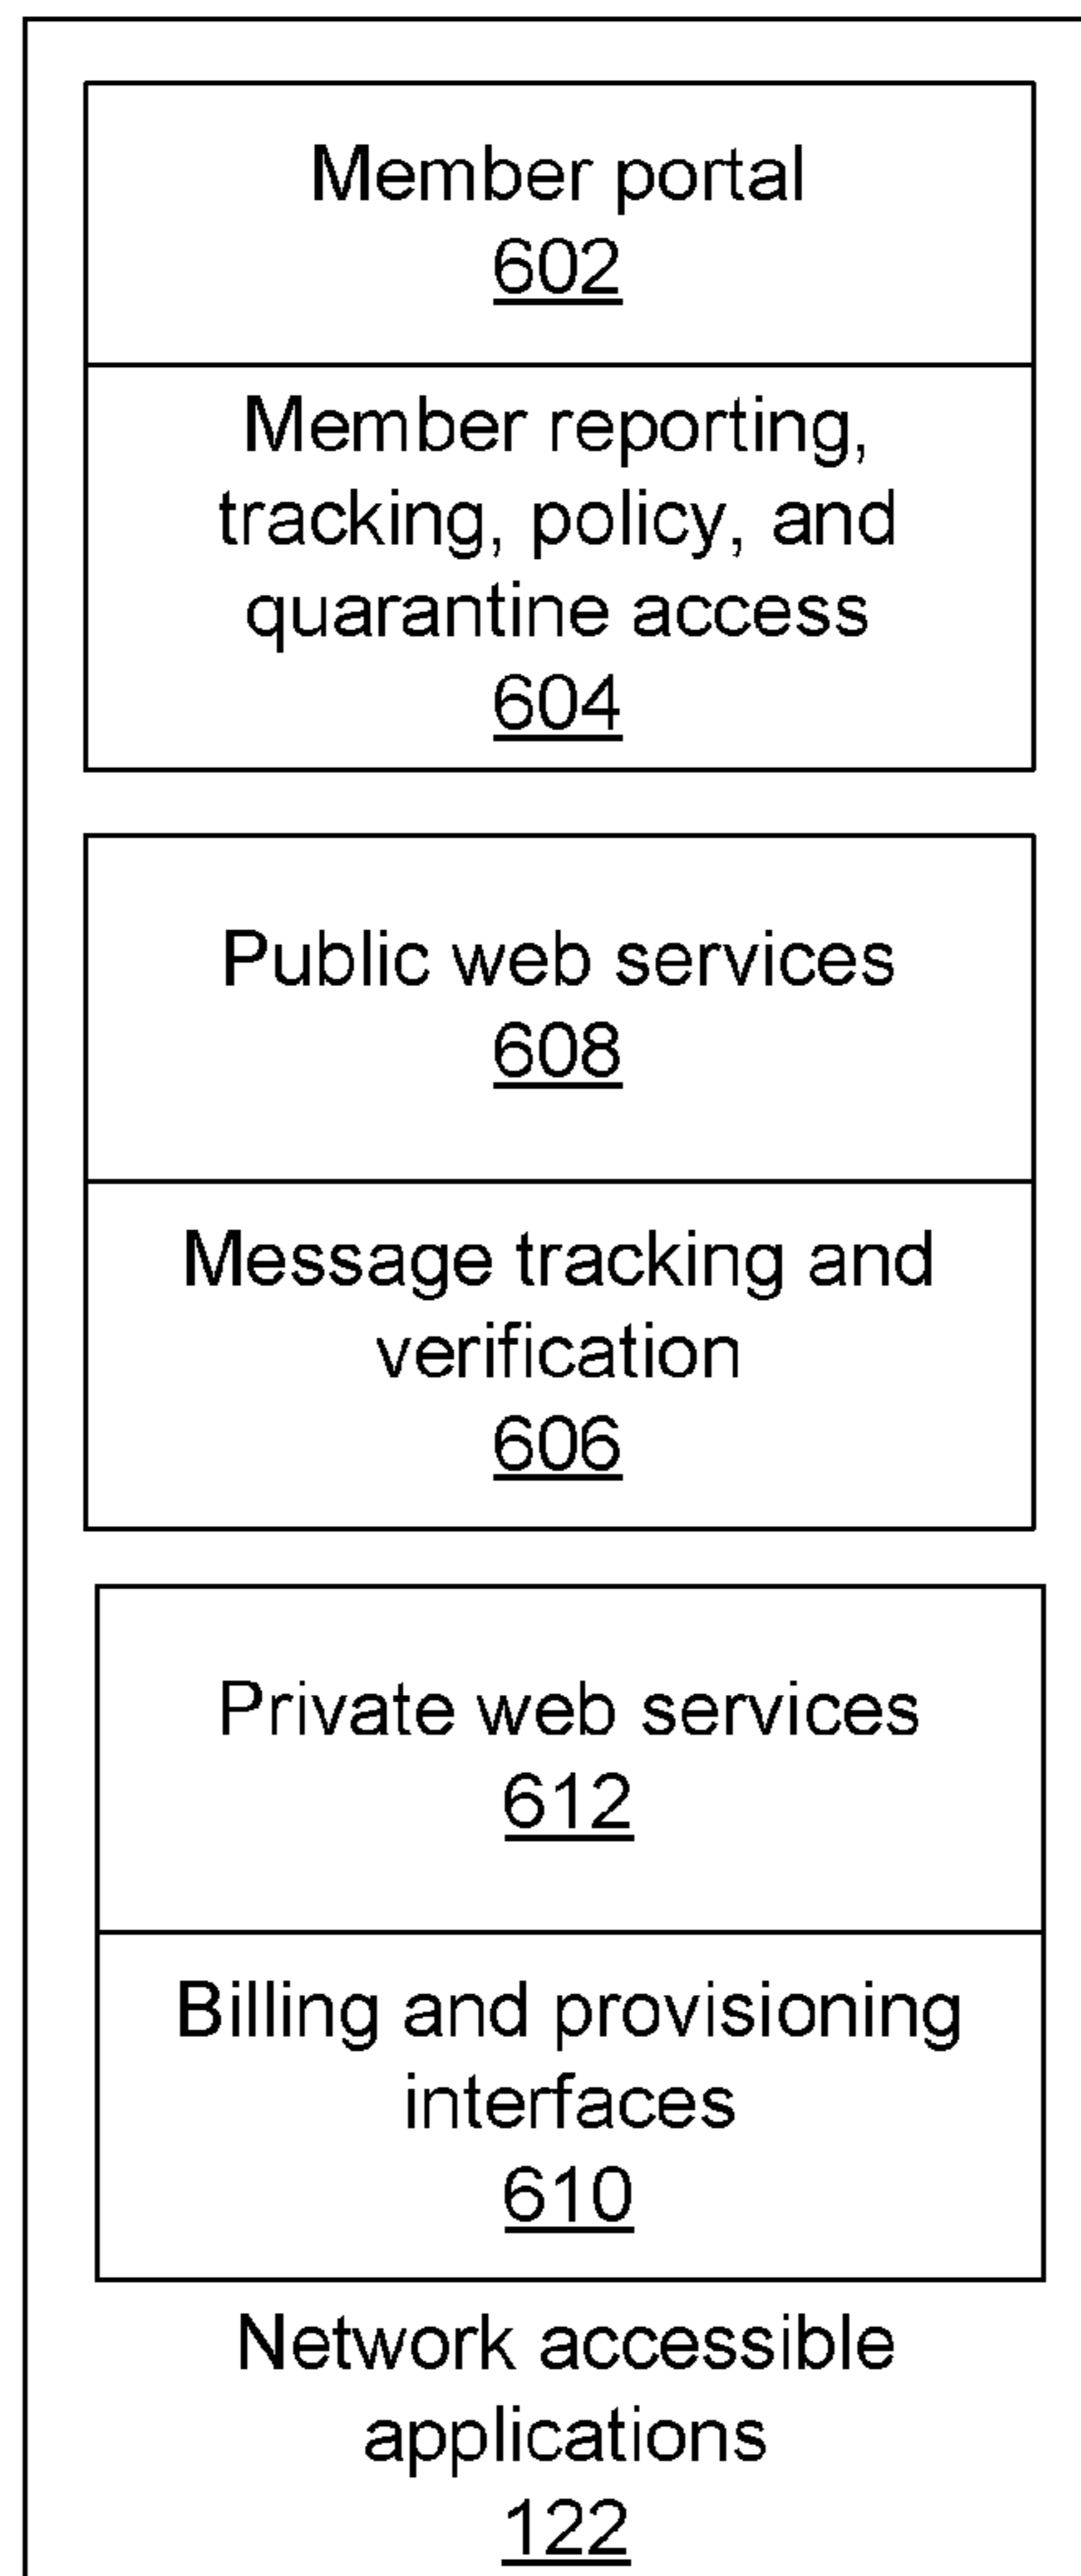 Member portal
602
Member reporting,
tracking, policy, and
quarantine access
604
Public web services
608
Message tracking and
verification
606
Private web services
612
Billing and provisioning
interfaces
610
Network accessible
applications
122